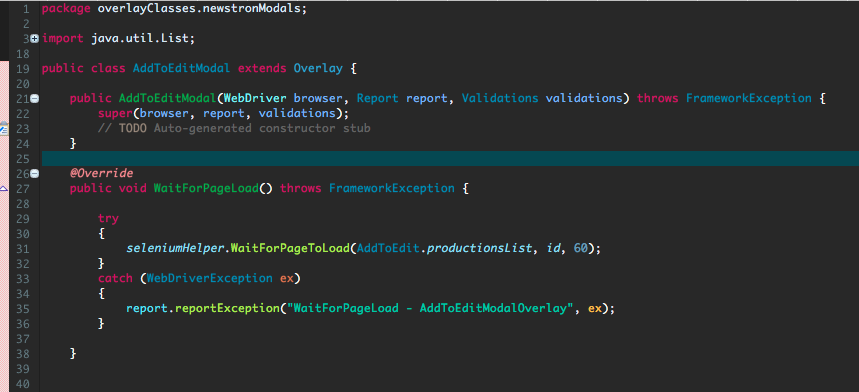 1 package overlayClasses.newstronModals;
2
3 import java.util.List;
18
19 public class AddToEditModal extends Overlay {
20
21 public AddToEditModal(WebDriver browser, Report report, Validations validations) throws FrameworkException {
22 super(browser, report, validations);
23 // TODO Auto-generated constructor stub
24 }
25
26 @Override
27 public void WaitForPageLoad() throws FrameworkException {
28
29 try
30 {
31 seleniumHelper.WaitForPageToLoad(AddToEdit.productionsList, id, 60);
32 }
33 catch (WebDriverException ex)
34 {
35 report.reportException("WaitForPageLoad - AddToEditModalOverlay", ex);
36 }
37
38 }
39
40